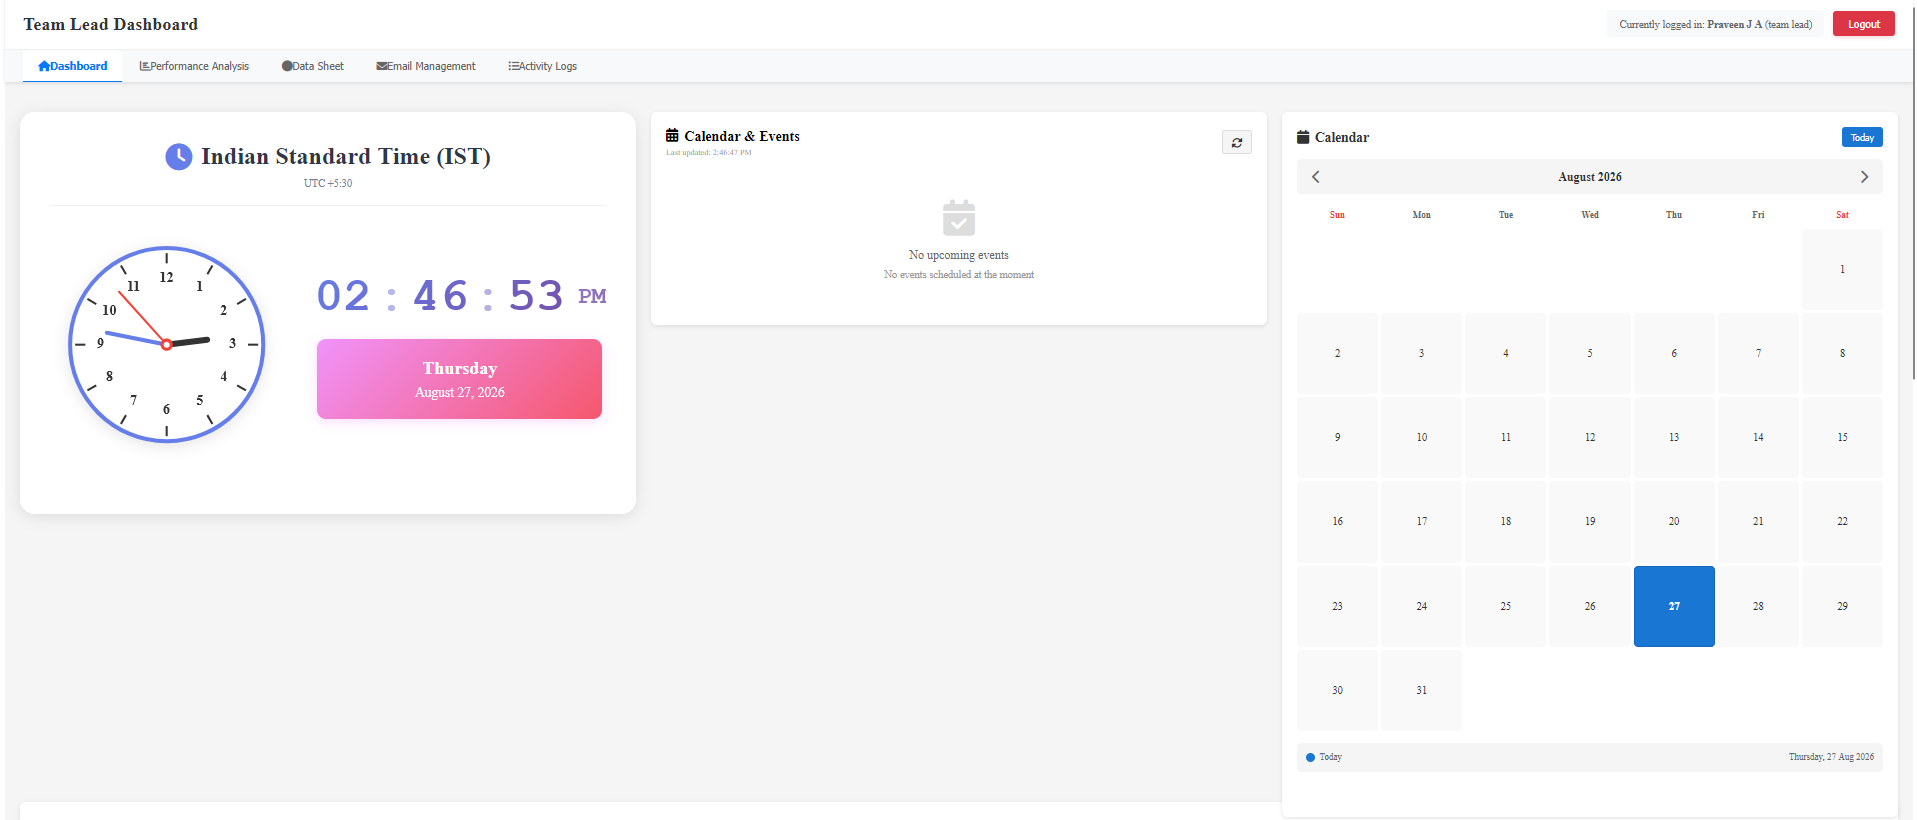 Team Lead Dashboard
Currently logged in: Praveen J A (team lead)
Logout
Dashboard
Performance Analysis
Data Sheet
Email Management
Activity Logs
Indian Standard Time (IST)
UTC +5:30
12
1
2
3
4
5
6
7
8
9
10
11
02 : 46 : 53 PM
Thursday
August 27, 2026
Calendar & Events
Last updated: 2:46:47 PM
No upcoming events
No events scheduled at the moment
Calendar
Today
August 2026
Sun Mon Tue Wed Thu Fri Sat
1
2 3 4 5 6 7 8
9 10 11 12 13 14 15
16 17 18 19 20 21 22
23 24 25 26 27 28 29
30 31
Today
Thursday, 27 Aug 2026